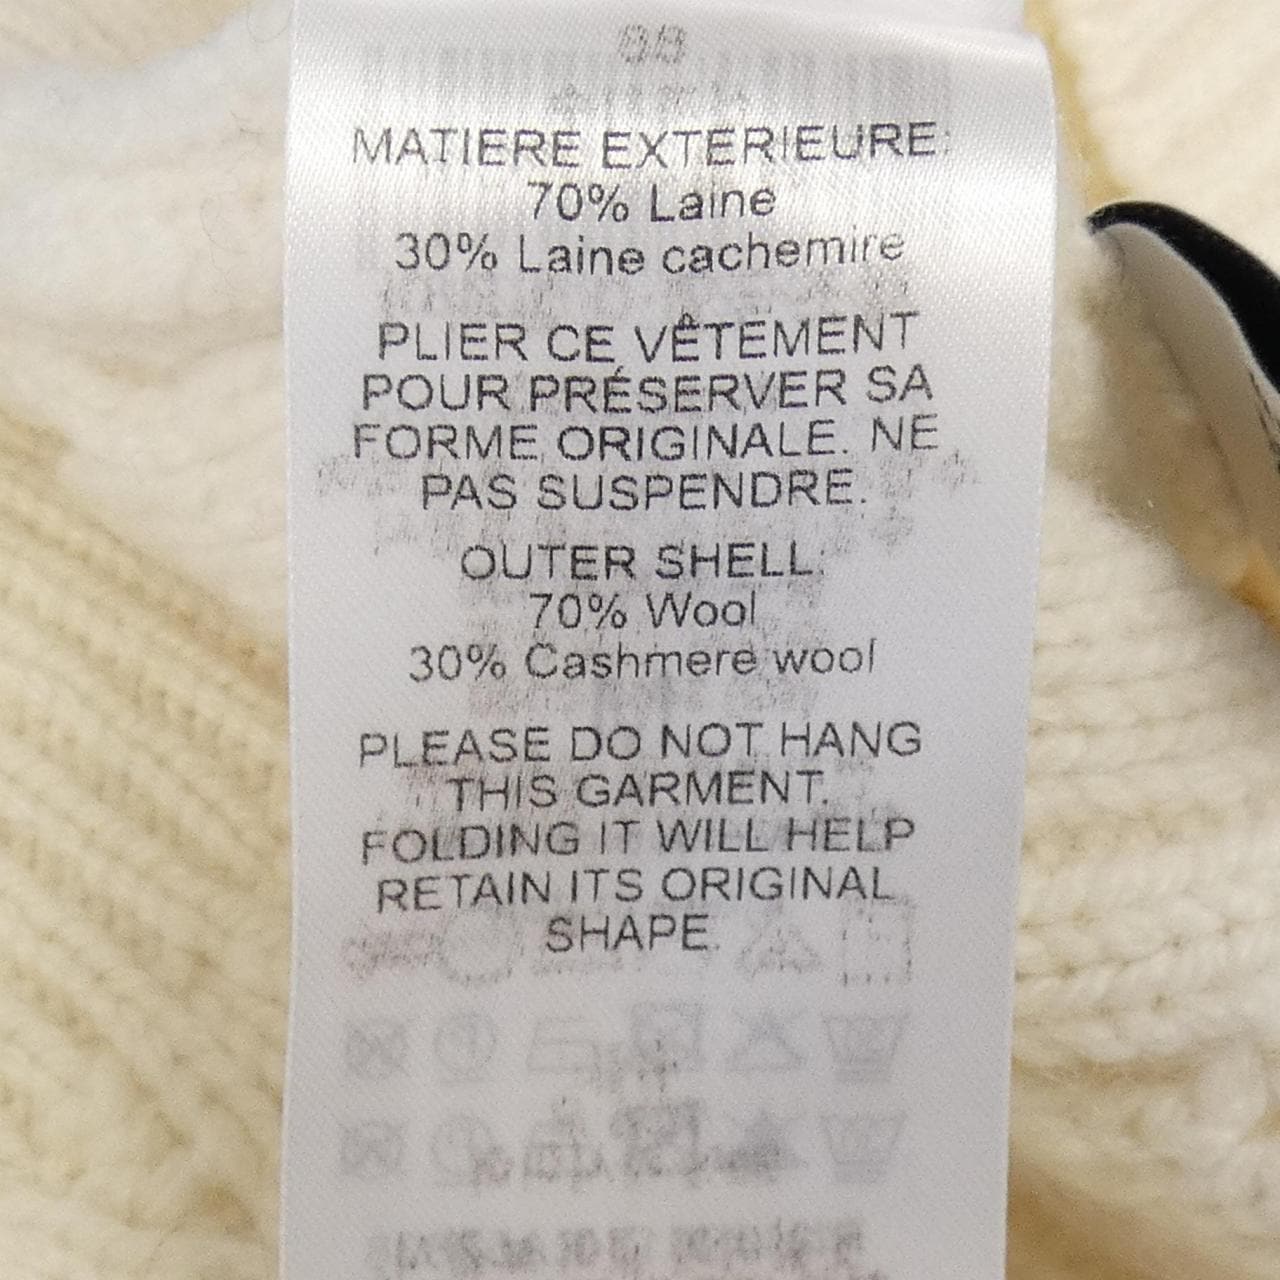 MATIERE EXTERIEURE:
70% Laine
30% Laine cachemire
PLIER CE VÊTEMENT
POUR PRÉSERVER SA
FORME ORIGINALE. NE
PAS SUSPENDRE.
OUTER SHELL:
70% Wool
30% Cashmere wool
PLEASE DO NOT HANG
THIS GARMENT.
FOLDING IT WILL HELP
RETAIN ITS ORIGINAL
SHAPE.